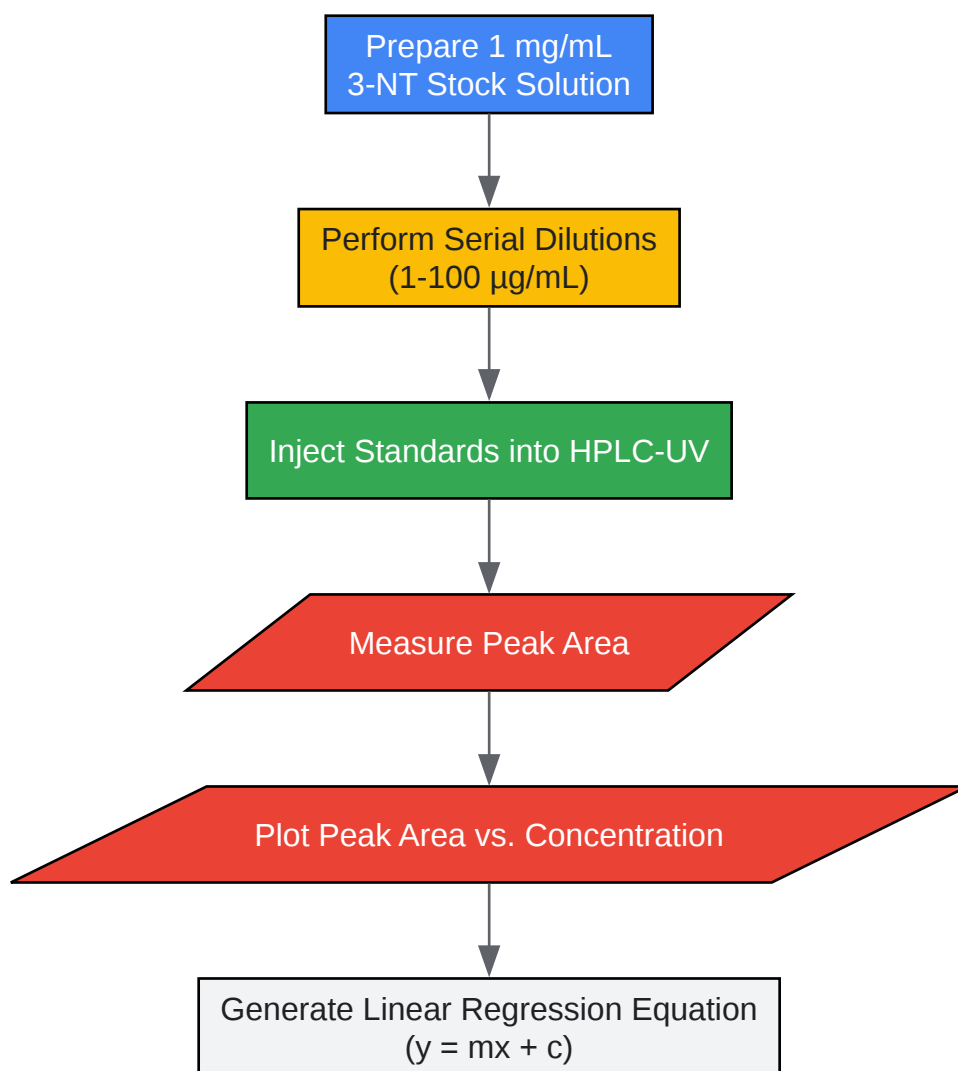 Prepare 1 mg/mL
3-NT Stock Solution
Perform Serial Dilutions
(1-100 µg/mL)
Inject Standards into HPLC-UV
Measure Peak Area
Plot Peak Area vs. Concentration
Generate Linear Regression Equation
(y = mx + c)